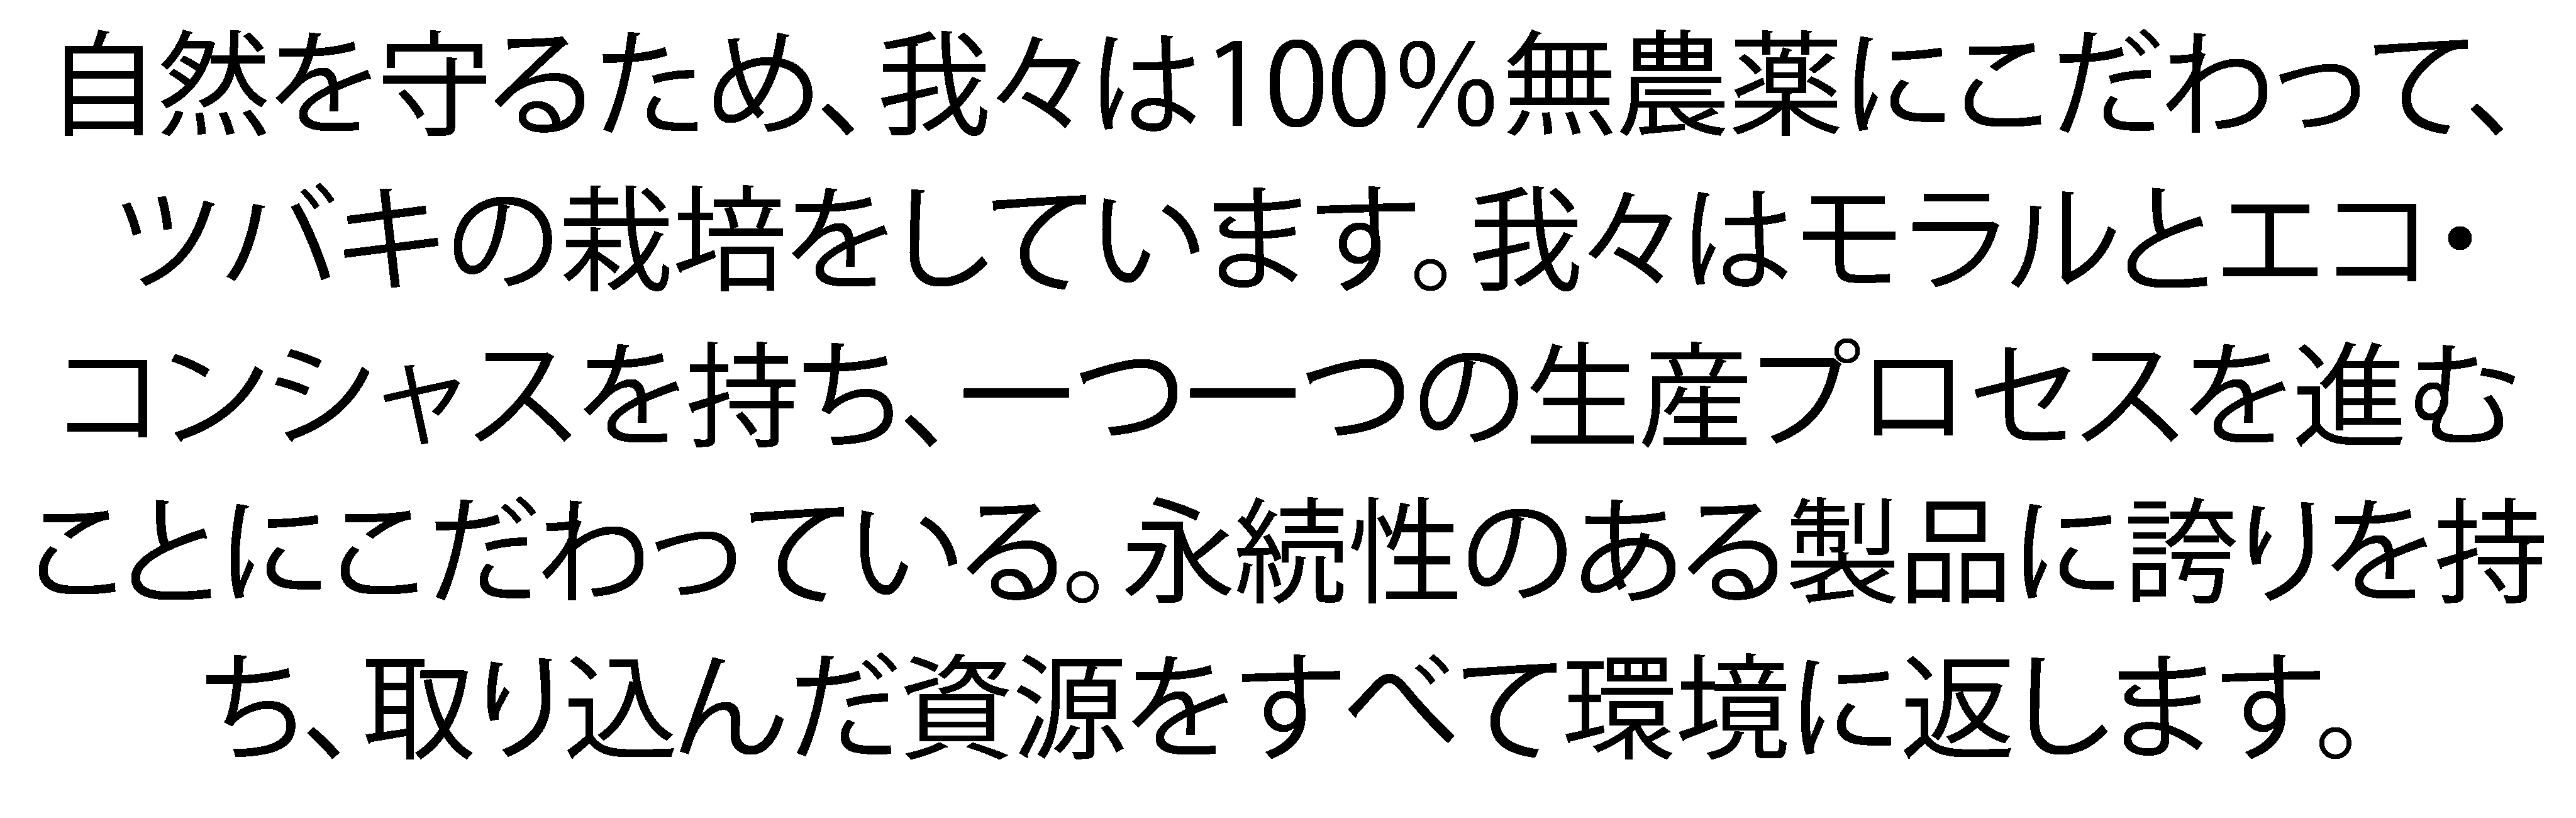 自然を守るため、我々は100%無農薬にこだわって、
ツバキの栽培をしています。我々はモラルとエコ・
コンシャスを持ち、一つ一つの生産プロセスを進む
ことにこだわっている。永続性のある製品に誇りを持
ち、取り込んだ資源をすべて環境に返します。